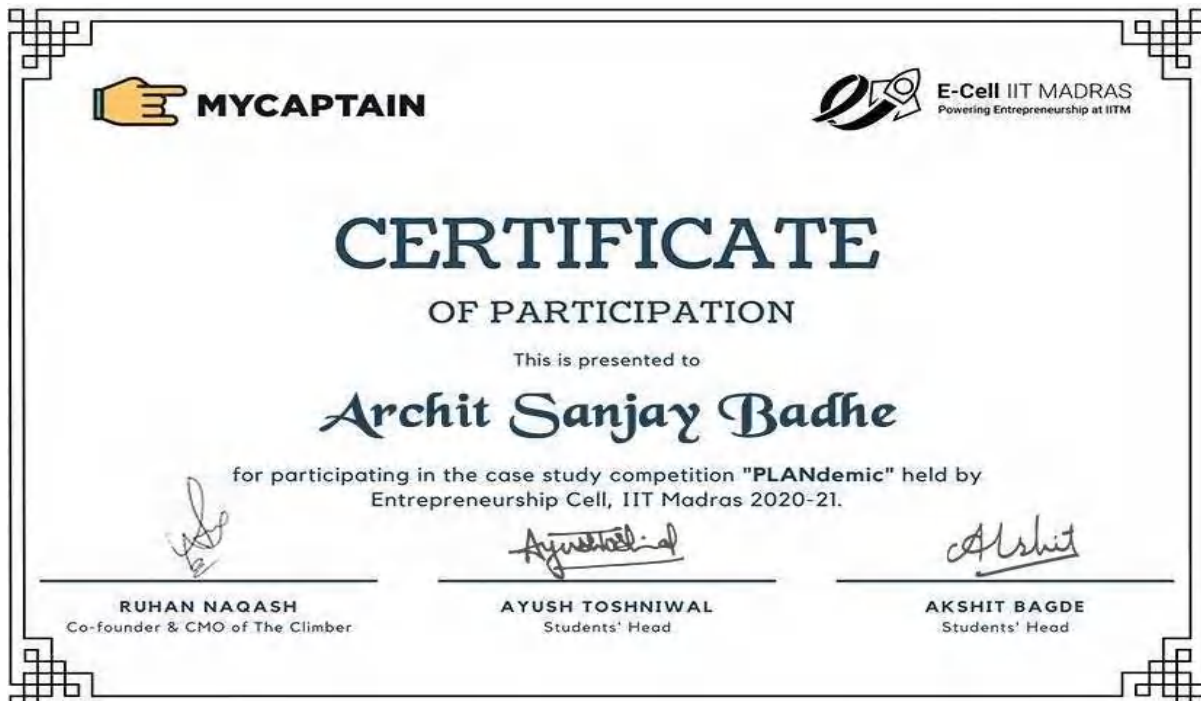 MYCAPTAIN
E-Cell IIT MADRAS
Powering Entrepreneurship at IITM
CERTIFICATE
OF PARTICIPATION
This is presented to
Archit Sanjay Badhe
for participating in the case study competition "PLANdemic" held by
Entrepreneurship Cell, IIT Madras 2020-21.
AyushToshniwal
Akshit
RUHAN NAQASH
Co-founder & CMO of The Climber
AYUSH TOSHNIWAL
Students' Head
AKSHIT BAGDE
Students' Head